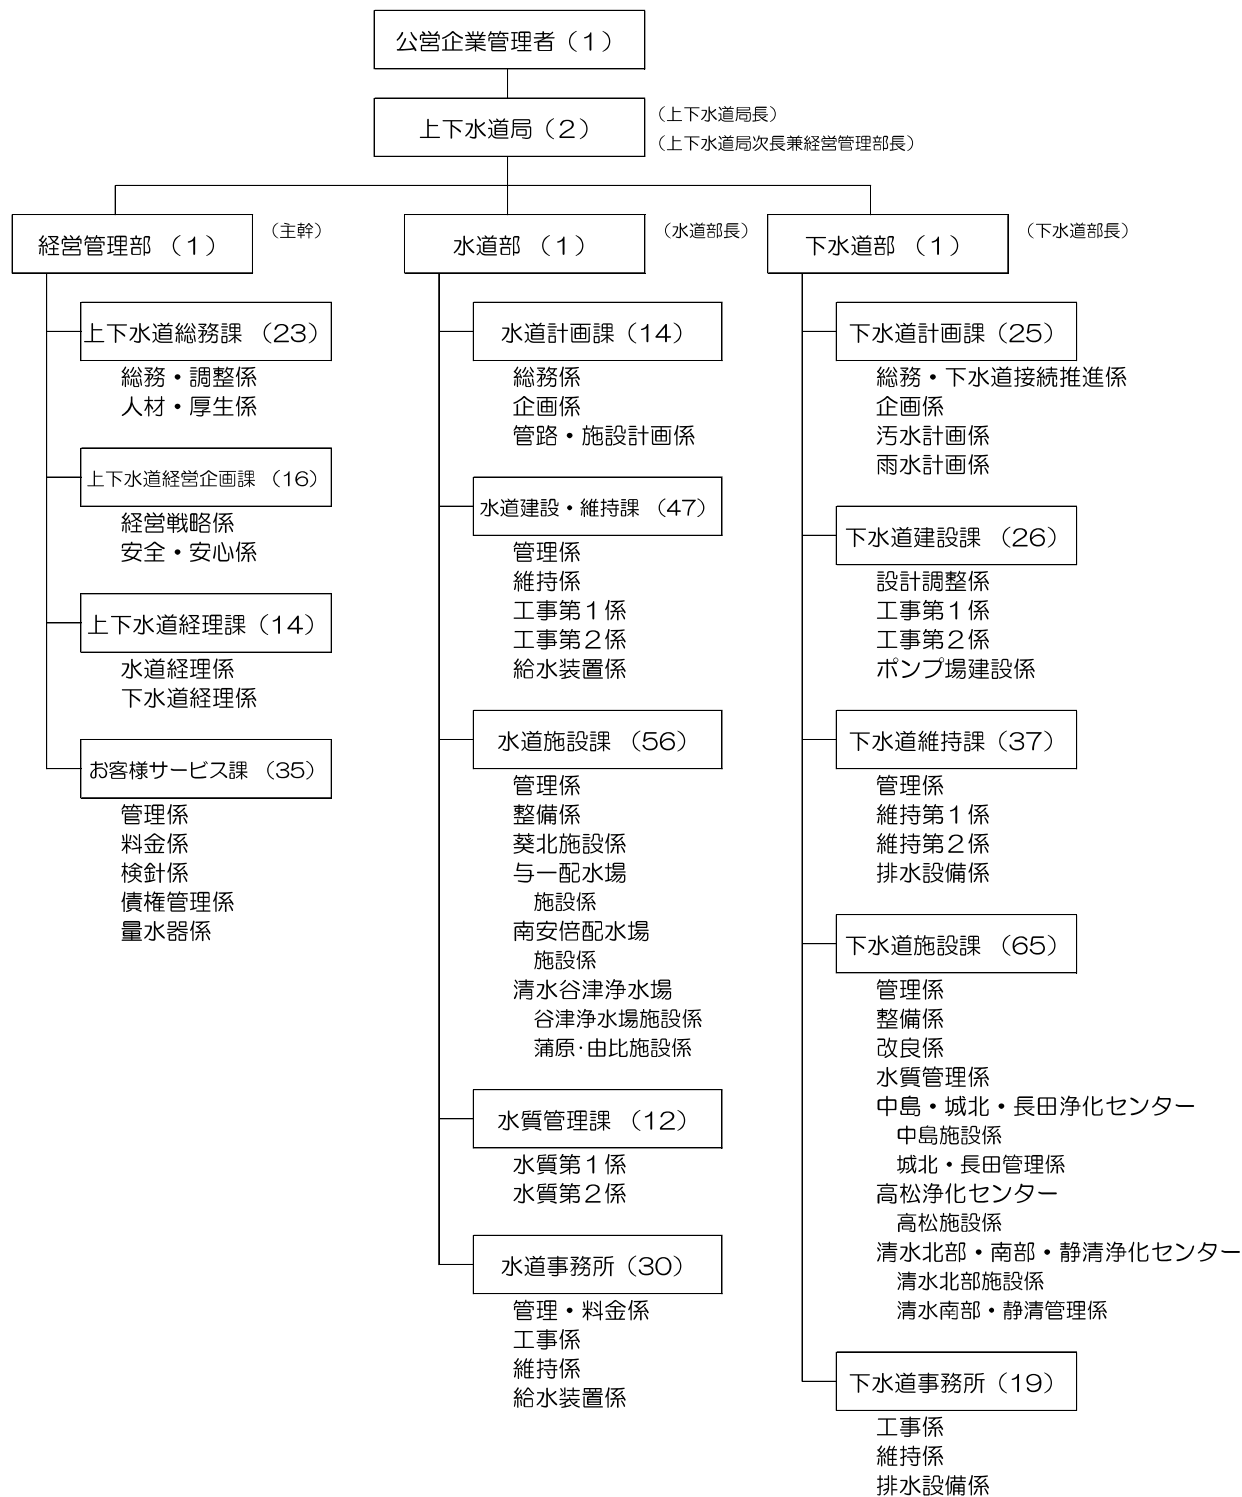 公営企業管理者（１）
上下水道局（２）
（上下水道局長）
（上下水道局次長兼経営管理部長）
経営管理部 （１）
（主幹）
上下水道総務課 （23）
総務・調整係
人材・厚生係
上下水道経営企画課 （16）
経営戦略係
安全・安心係
上下水道経理課（14）
水道経理係
下水道経理係
お客様サービス課 （35）
管理係
料金係
検針係
債権管理係
量水器係
水道部 （１）
（水道部長）
水道計画課（14）
総務係
企画係
管路・施設計画係
水道建設・維持課 （47）
管理係
維持係
工事第１係
工事第２係
給水装置係
水道施設課 （56）
管理係
整備係
葵北施設係
与一配水場
施設係
南安倍配水場
施設係
清水谷津浄水場
谷津浄水場施設係
蒲原･由比施設係
水質管理課 （12）
水質第１係
水質第２係
水道事務所（30）
管理・料金係
工事係
維持係
給水装置係
下水道部 （１）
（下水道部長）
下水道計画課（25）
総務・下水道接続推進係
企画係
汚水計画係
雨水計画係
下水道建設課 （26）
設計調整係
工事第１係
工事第２係
ポンプ場建設係
下水道維持課（37）
管理係
維持第１係
維持第２係
排水設備係
下水道施設課 （65）
管理係
整備係
改良係
水質管理係
中島・城北・長田浄化センター
中島施設係
城北・長田管理係
高松浄化センター
高松施設係
清水北部・南部・静清浄化センター
清水北部施設係
清水南部・静清管理係
下水道事務所（19）
工事係
維持係
排水設備係